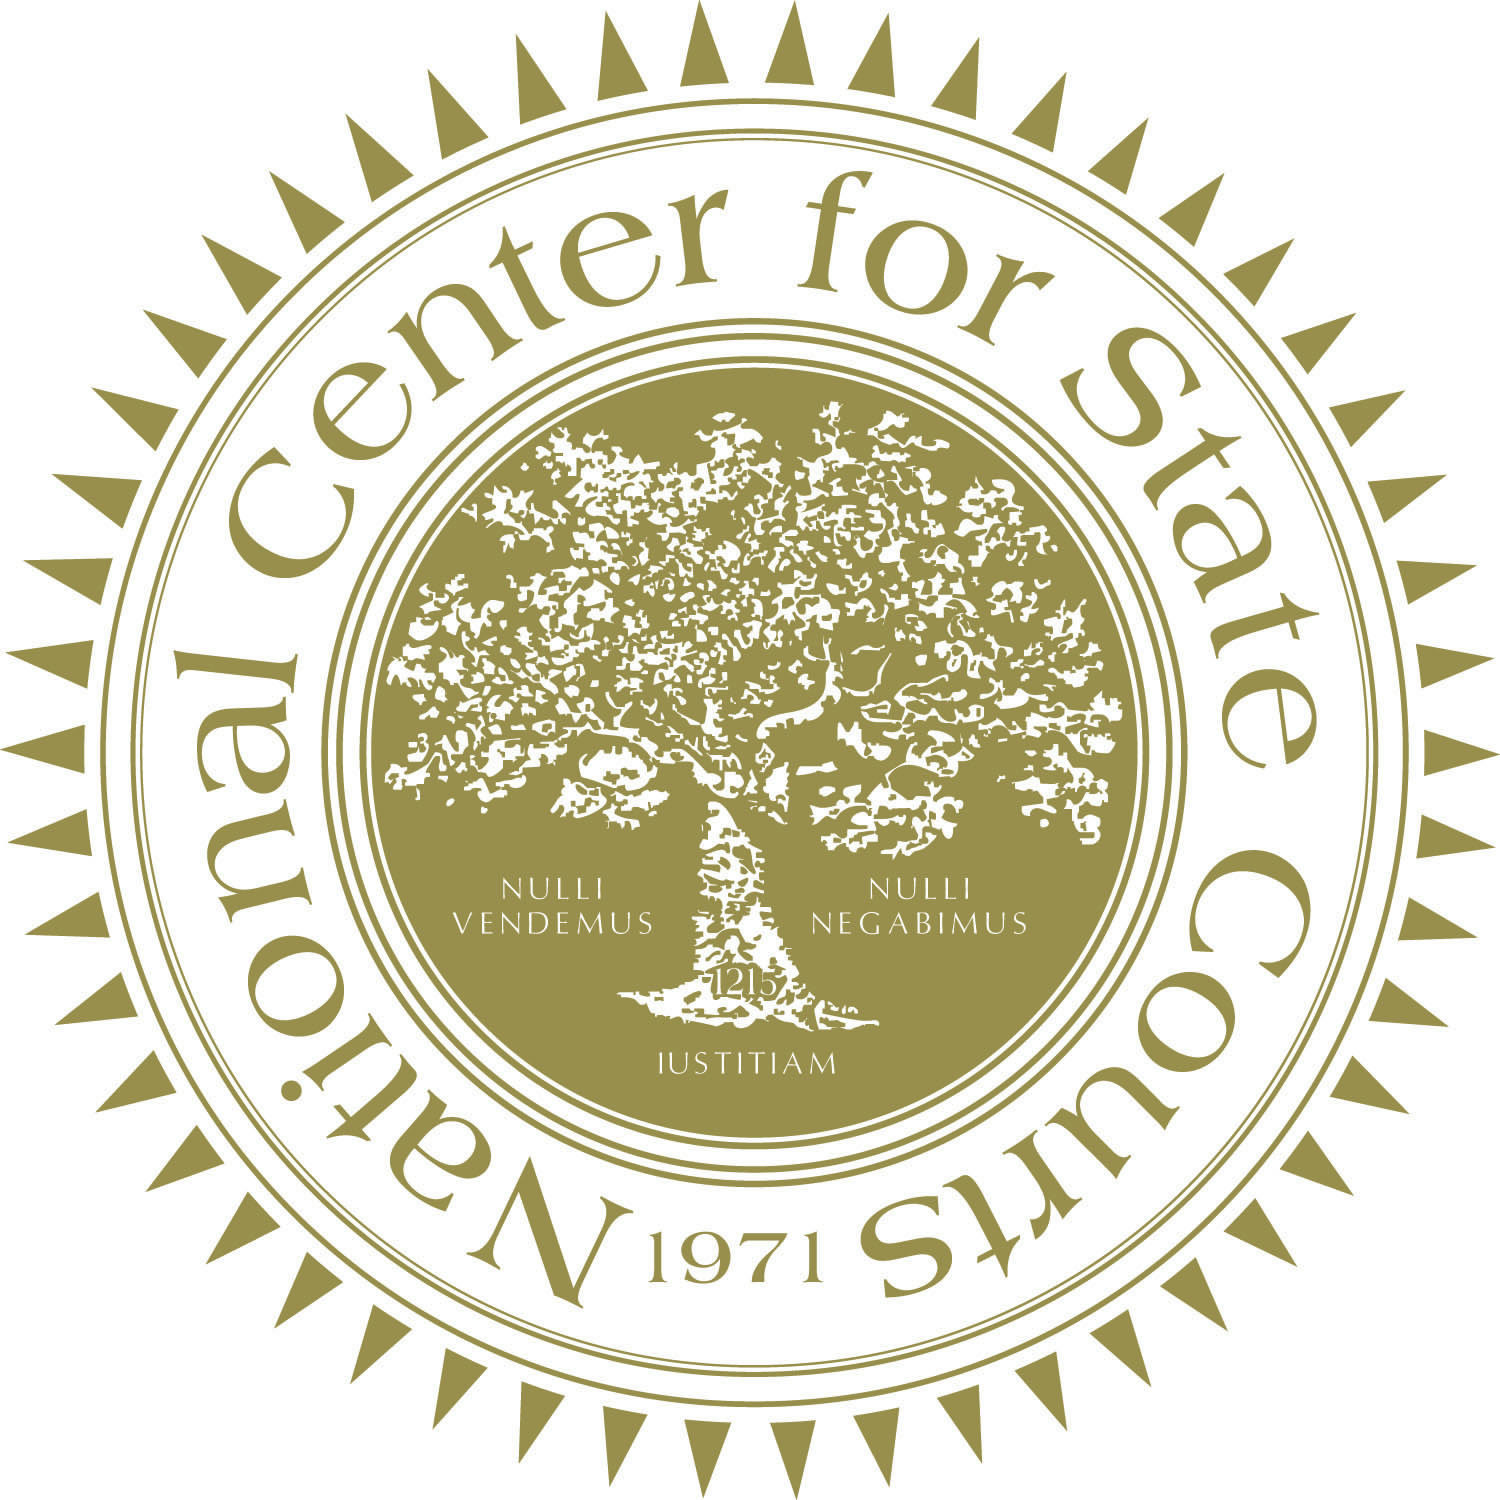 National Center for State Courts
1971
NULLI
VENDEMUS
NULLI
NEGABIMUS
1215
IUSTITIAM